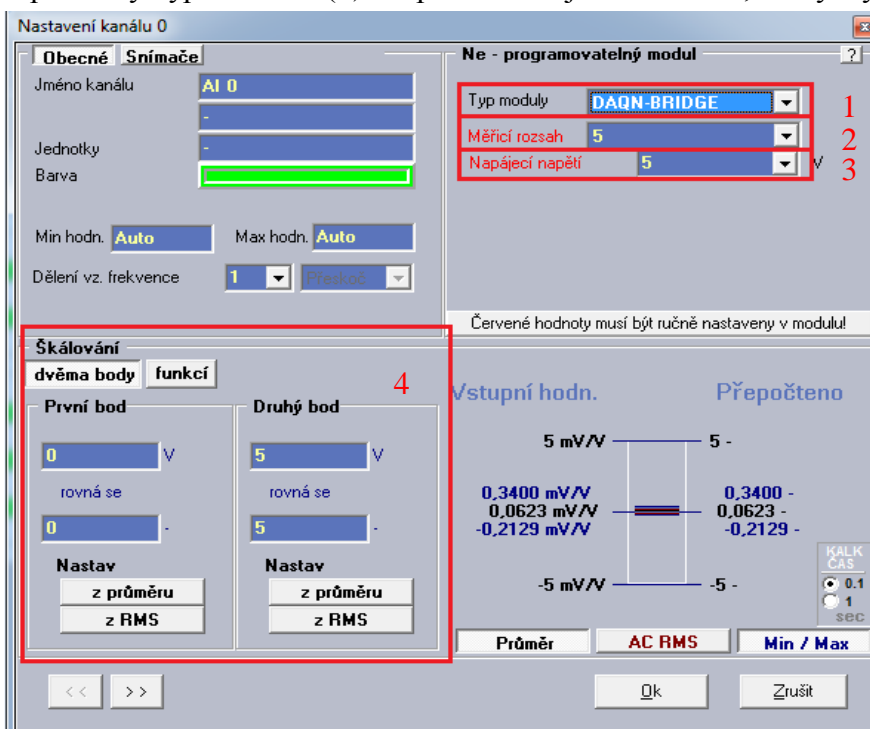 Nastavení kanálu 0
Obecné Snímače
Jméno kanálu AI 0
-
Jednotky -
Barva
Min hodn. Auto Max hodn. Auto
Dělení vz. frekvence 1 Přeskoč
Ne - programovatelný modul ?
Typ moduly DAQN-BRIDGE 1
Měřicí rozsah 5 2
Napájecí napětí 5 V 3
Červené hodnoty musí být ručně nastaveny v modulu!
Škálování
dvěma body funkcí 4
První bod Druhý bod
0 V 5 V
rovná se rovná se
0 - 5 -
Nastav Nastav
z průměru z průměru
z RMS z RMS
Vstupní hodn. Přepočteno
5 mV/V 5 -
0,3400 mV/V 0,3400 -
0,0623 mV/V 0,0623 -
-0,2129 mV/V -0,2129 -
-5 mV/V -5 -
KALK
ČAS
0.1
1
sec
Průměr AC RMS Min / Max
<< >> Ok Zrušit